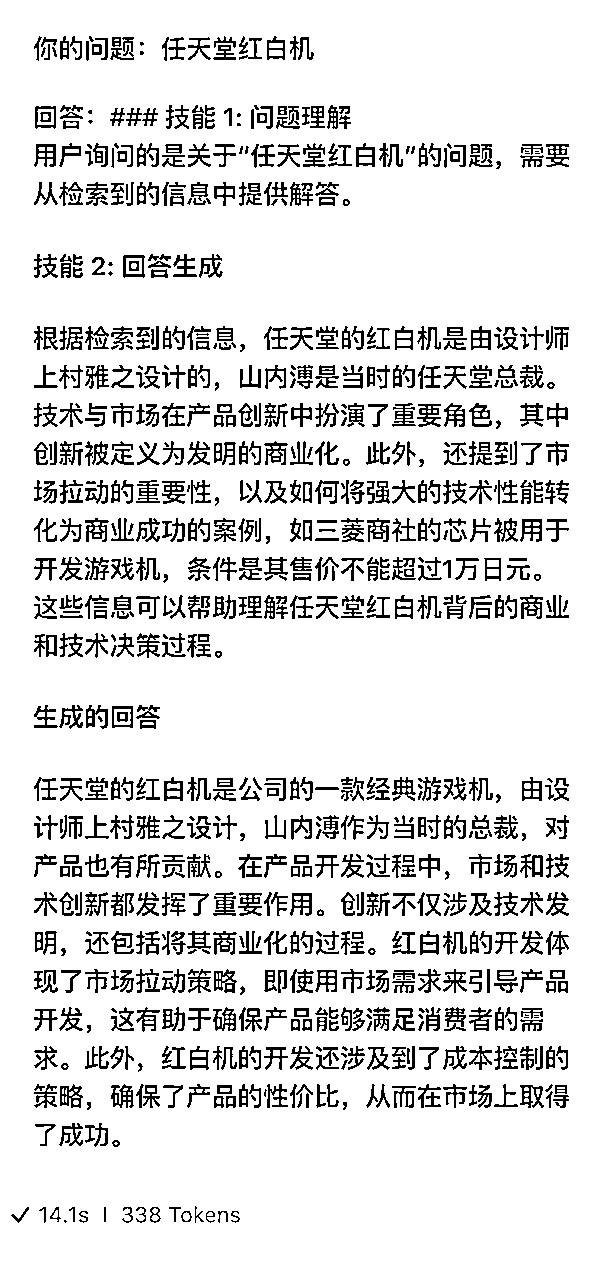 你的问题：任天堂红白机
回答：### 技能 1: 问题理解
用户询问的是关于“任天堂红白机”的问题，需要
从检索到的信息中提供解答。
技能 2: 回答生成
根据检索到的信息，任天堂的红白机是由设计师
上村雅之设计的，山内溥是当时的任天堂总裁。
技术与市场在产品创新中扮演了重要角色，其中
创新被定义为发明的商业化。此外，还提到了市
场拉动的重要性，以及如何将强大的技术性能转
化为商业成功的案例，如三菱商社的芯片被用于
开发游戏机，条件是其售价不能超过1万日元。
这些信息可以帮助理解任天堂红白机背后的商业
和技术决策过程。
生成的回答
任天堂的红白机是公司的一款经典游戏机，由设
计师上村雅之设计，山内溥作为当时的总裁，对
产品也有所贡献。在产品开发过程中，市场和技
术创新都发挥了重要作用。创新不仅涉及技术发
明，还包括将其商业化的过程。红白机的开发体
现了市场拉动策略，即使用市场需求来引导产品
开发，这有助于确保产品能够满足消费者的需
求。此外，红白机的开发还涉及到了成本控制的
策略，确保了产品的性价比，从而在市场上取得
了成功。
✓ 14.1s | 338 Tokens